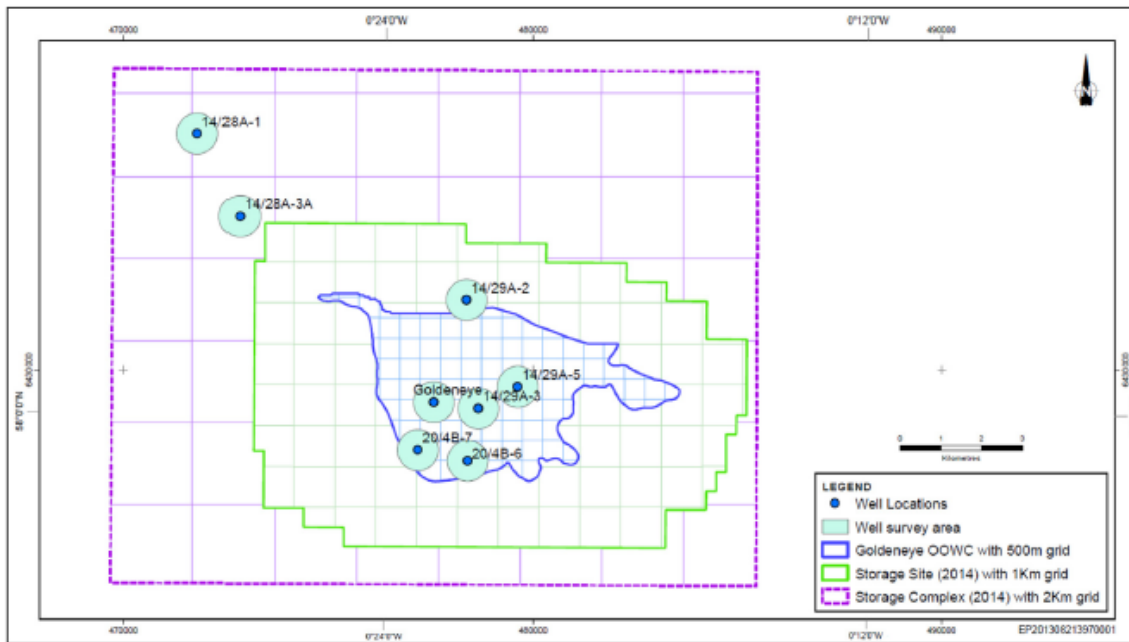 470000 0°24'0"W 480000 0°12'0"W 490000
14/28A-1
14/28A-3A
14/29A-2
14/29A-5
Goldeneye
14/29A-3
20/4B-7
20/4B-6
6430000
58°0'0"N
6430000
N
0 1 2 3
Kilometres
LEGEND
Well Locations
Well survey area
Goldeneye OOWC with 500m grid
Storage Site (2014) with 1Km grid
Storage Complex (2014) with 2Km grid
470000 0°24'0"W 480000 0°12'0"W 490000
EP201308213970001